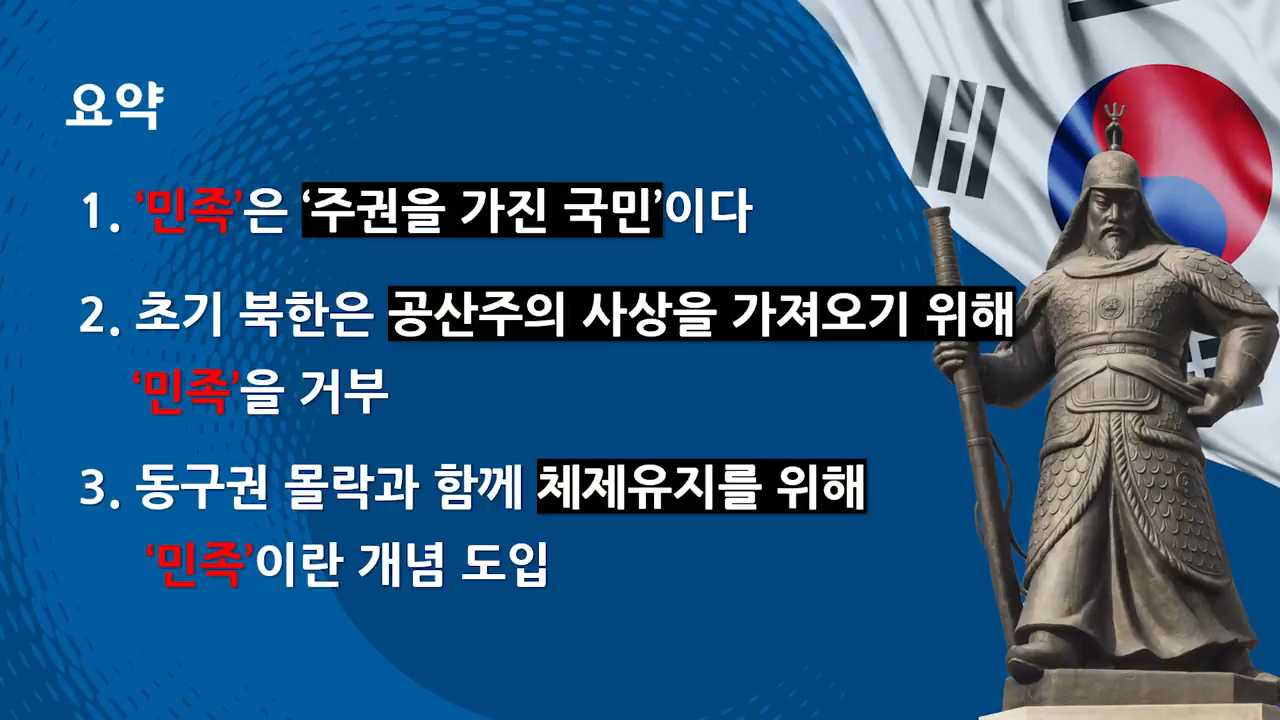 요약
1. ‘민족’은 ‘주권을 가진 국민’이다
2. 초기 북한은 공산주의 사상을 가져오기 위해
‘민족’을 거부
3. 동구권 몰락과 함께 체제유지를 위해
‘민족’이란 개념 도입